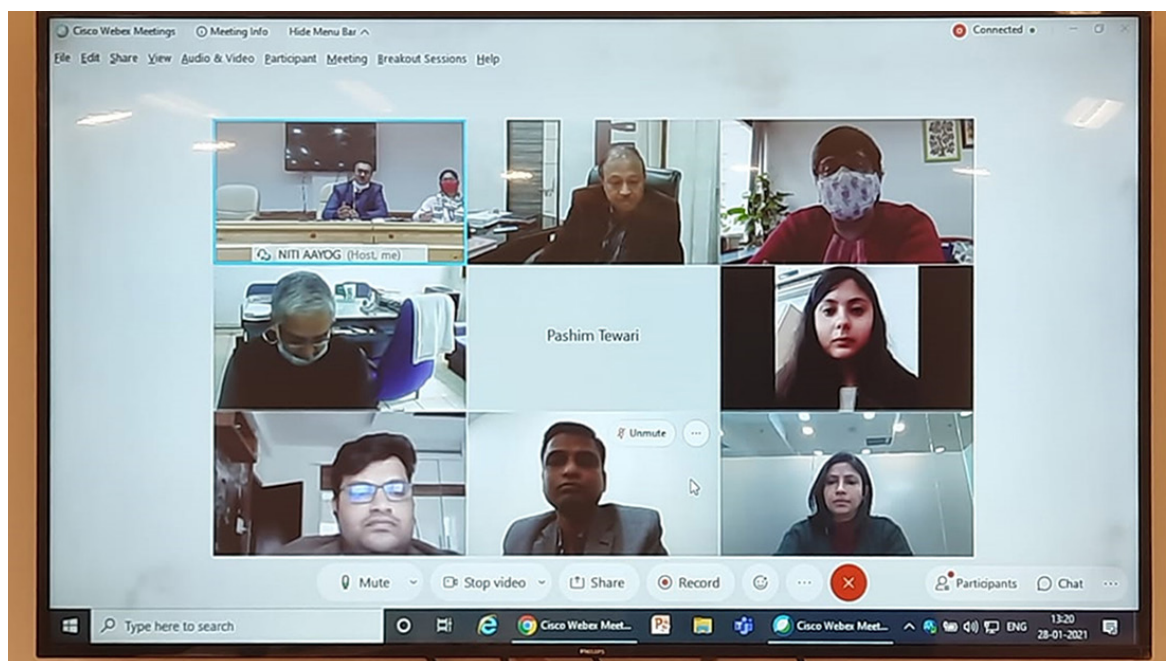 Cisco Webex Meetings Meeting Info Hide Menu Bar Connected
File Edit Share View Audio & Video Participant Meeting Breakout Sessions Help
NITI AAYOG (Host, me)
Pashim Tewari
Unmute
Mute Stop video Share Record Participants Chat
Type here to search Cisco Webex Meet... Cisco Webex Meet... ENG 13:20
28-01-2021
PHILIPS